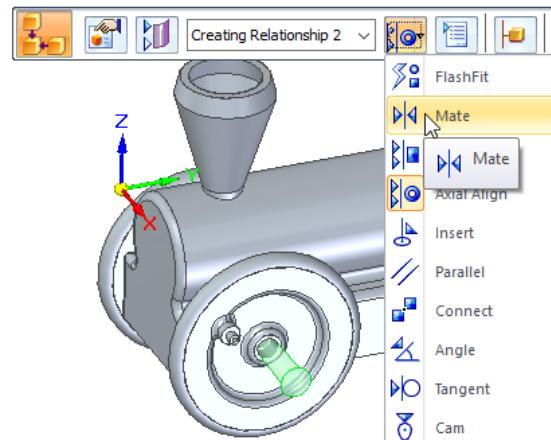 Creating Relationship 2
FlashFit
Mate
Mate
Axial Align
Insert
Parallel
Connect
Angle
Tangent
Cam
Z
Y
X